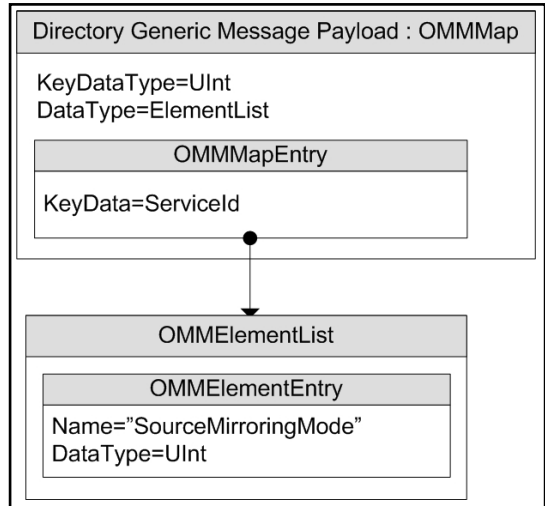 Directory Generic Message Payload : OMMMap
KeyDataType=UInt
DataType=ElementList
OMMMapEntry
KeyData=ServiceId
OMMElementList
OMMElementEntry
Name=”SourceMirroringMode”
DataType=UInt